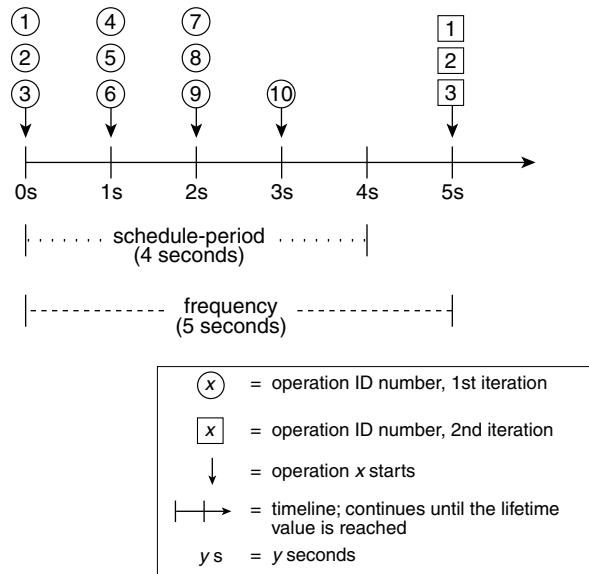 1 4 7 1
2 5 8 2
3 6 9 10 3
0s 1s 2s 3s 4s 5s
schedule-period
(4 seconds)
frequency
(5 seconds)
x = operation ID number, 1st iteration
x = operation ID number, 2nd iteration
= operation x starts
= timeline; continues until the lifetime
value is reached
y s = y seconds